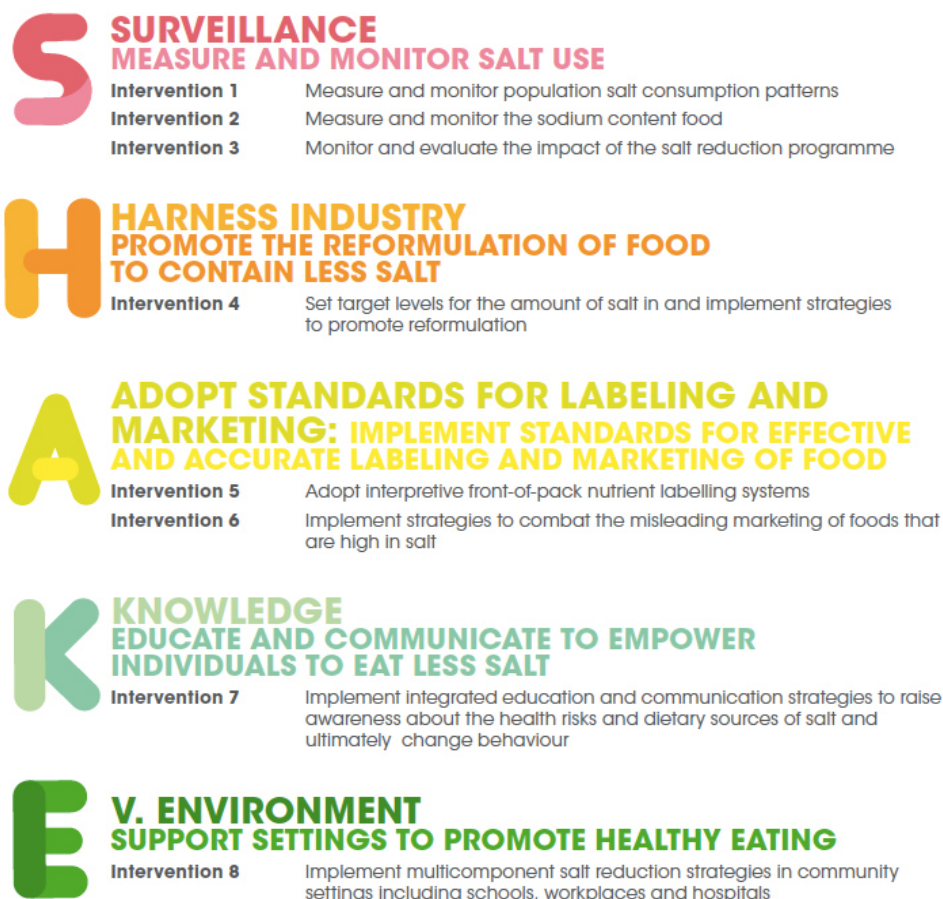 S
SURVEILLANCE
MEASURE AND MONITOR SALT USE
Intervention 1 Measure and monitor population salt consumption patterns
Intervention 2 Measure and monitor the sodium content food
Intervention 3 Monitor and evaluate the impact of the salt reduction programme
H
HARNESS INDUSTRY
PROMOTE THE REFORMULATION OF FOOD
TO CONTAIN LESS SALT
Intervention 4 Set target levels for the amount of salt in and implement strategies
to promote reformulation
A
ADOPT STANDARDS FOR LABELING AND
MARKETING: IMPLEMENT STANDARDS FOR EFFECTIVE
AND ACCURATE LABELING AND MARKETING OF FOOD
Intervention 5 Adopt interpretive front-of-pack nutrient labelling systems
Intervention 6 Implement strategies to combat the misleading marketing of foods that
are high in salt
K
KNOWLEDGE
EDUCATE AND COMMUNICATE TO EMPOWER
INDIVIDUALS TO EAT LESS SALT
Intervention 7 Implement integrated education and communication strategies to raise
awareness about the health risks and dietary sources of salt and
ultimately change behaviour
E
V. ENVIRONMENT
SUPPORT SETTINGS TO PROMOTE HEALTHY EATING
Intervention 8 Implement multicomponent salt reduction strategies in community
settings including schools, workplaces and hospitals